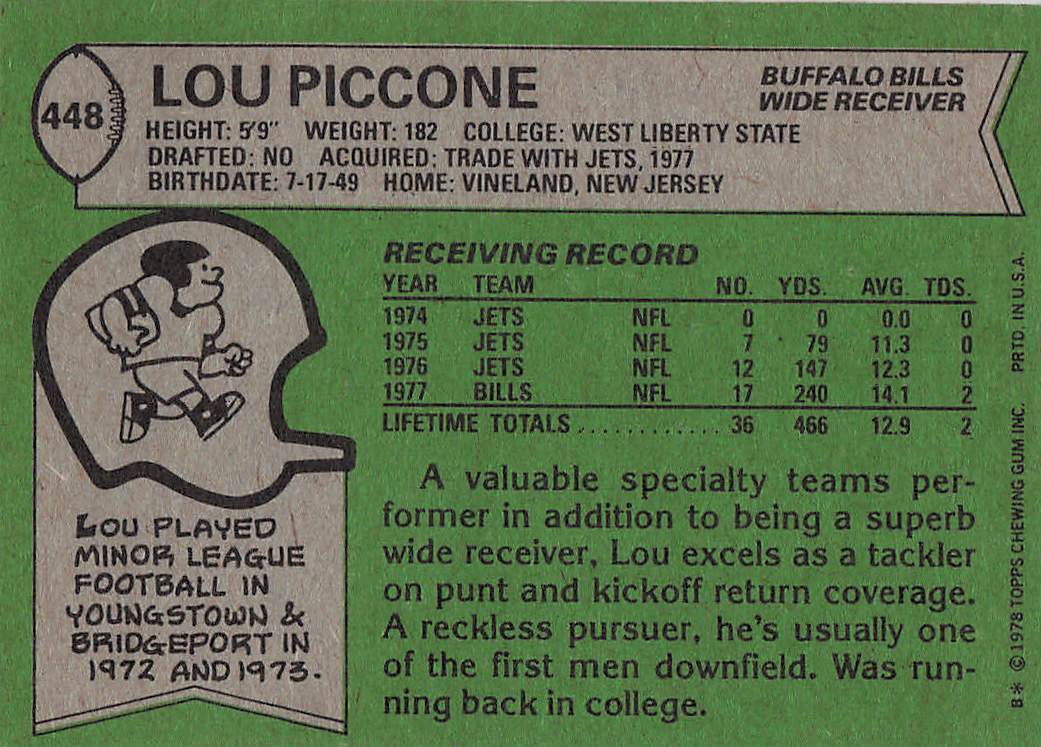 448
LOU PICCONE
BUFFALO BILLS
WIDE RECEIVER
HEIGHT: 5'9" WEIGHT: 182 COLLEGE: WEST LIBERTY STATE
DRAFTED: NO ACQUIRED: TRADE WITH JETS, 1977
BIRTHDATE: 7-17-49 HOME: VINELAND, NEW JERSEY
RECEIVING RECORD
YEAR TEAM NO. YDS. AVG. TDS.
1974 JETS NFL 0 0 0.0 0
1975 JETS NFL 7 79 11.3 0
1976 JETS NFL 12 147 12.3 0
1977 BILLS NFL 17 240 14.1 2
LIFETIME TOTALS............ 36 466 12.9 2
A valuable specialty teams per-
former in addition to being a superb
wide receiver, Lou excels as a tackler
on punt and kickoff return coverage.
A reckless pursuer, he's usually one
of the first men downfield. Was run-
ning back in college.
LOU PLAYED
MINOR LEAGUE
FOOTBALL IN
YOUNGSTOWN &
BRIDGEPORT IN
1972 AND 1973.
B* ©1978 TOPPS CHEWING GUM INC. PRTD. IN U.S.A.